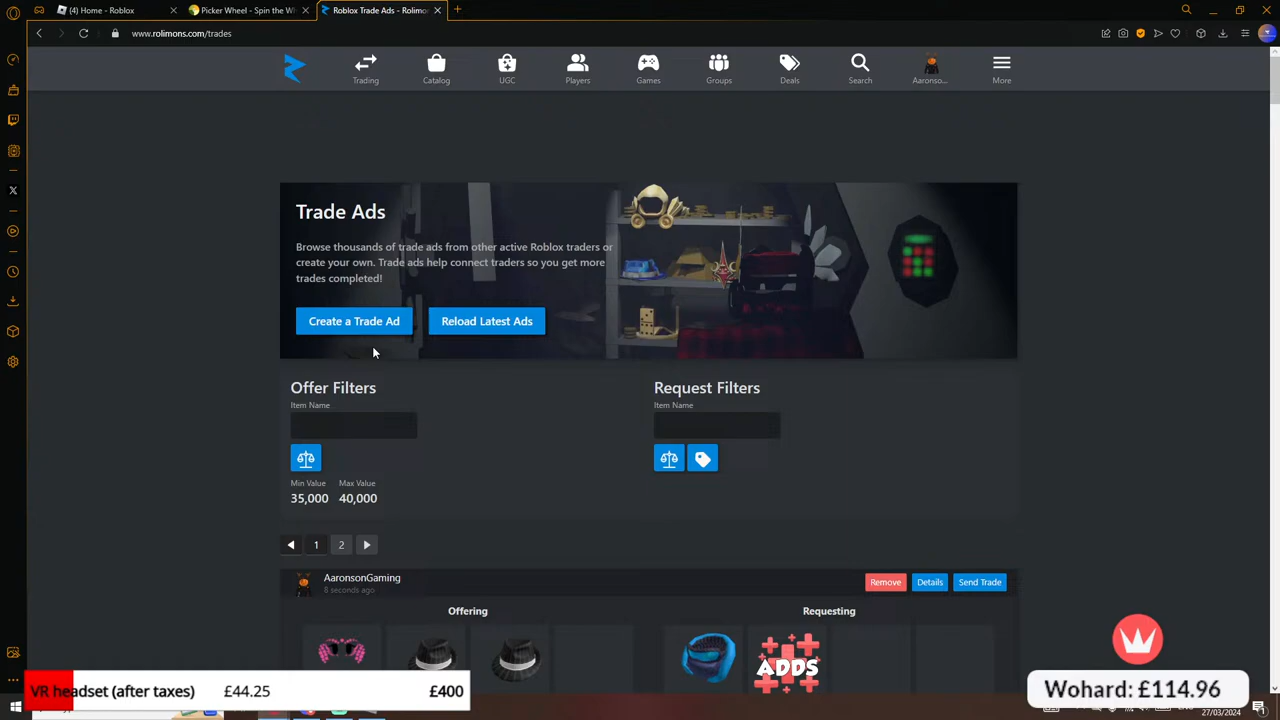 (4) Home - Roblox
Picker Wheel - Spin the Wh
Roblox Trade Ads - Rolimo
www.rolimons.com/trades
Trading
Catalog
UGC
Players
Games
Groups
Deals
Search
Aaronso...
More
Trade Ads
Browse thousands of trade ads from other active Roblox traders or
create your own. Trade ads help connect traders so you get more
trades completed!
Create a Trade Ad
Reload Latest Ads
Offer Filters
Item Name
Min Value
Max Value
35,000
40,000
Request Filters
Item Name
1
2
AaronsonGaming
8 seconds ago
Remove
Details
Send Trade
Offering
Requesting
ADDS
VR headset (after taxes)
£44.25
£400
Wohard: £114.96
27/03/2024